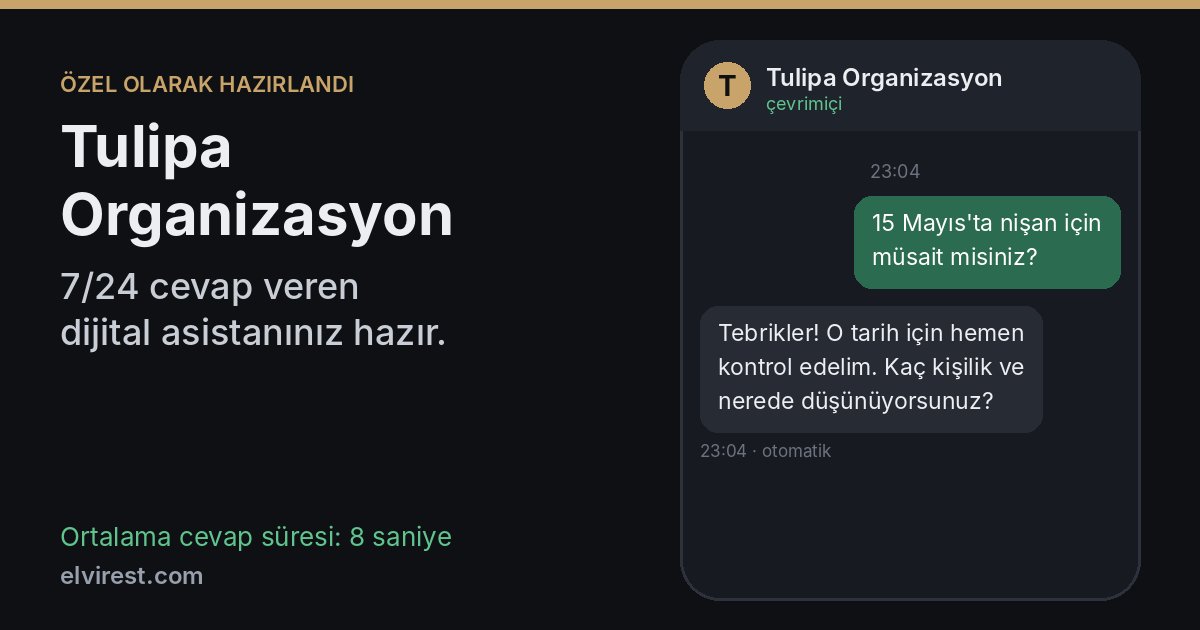 ÖZEL OLARAK HAZIRLANDI
Tulipa
Organizasyon
7/24 cevap veren
dijital asistanınız hazır.
Ortalama cevap süresi: 8 saniye
elvirest.com
T
Tulipa Organizasyon
çevrimiçi
23:04
15 Mayıs'ta nişan için
müsait misiniz?
Tebrikler! O tarih için hemen
kontrol edelim. Kaç kişilik ve
nerede düşünüyorsunuz?
23:04 · otomatik